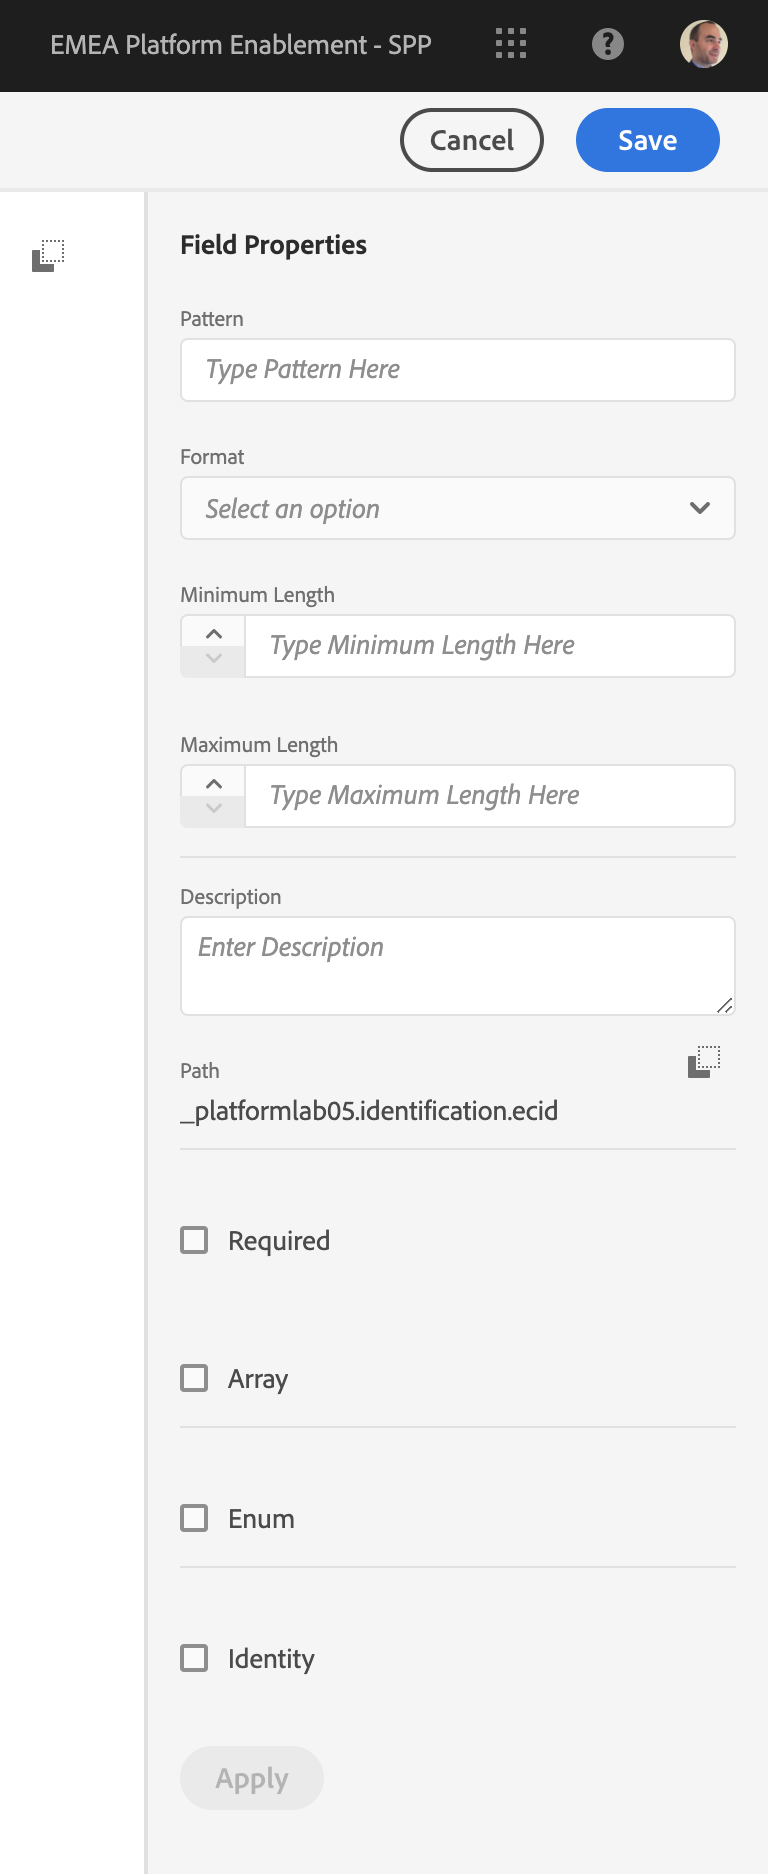 EMEA Platform Enablement - SPP
Cancel
Save
Field Properties
Pattern
Type Pattern Here
Format
Select an option
Minimum Length
Type Minimum Length Here
Maximum Length
Type Maximum Length Here
Description
Enter Description
Path
_platformlab05.identification.ecid
Required
Array
Enum
Identity
Apply